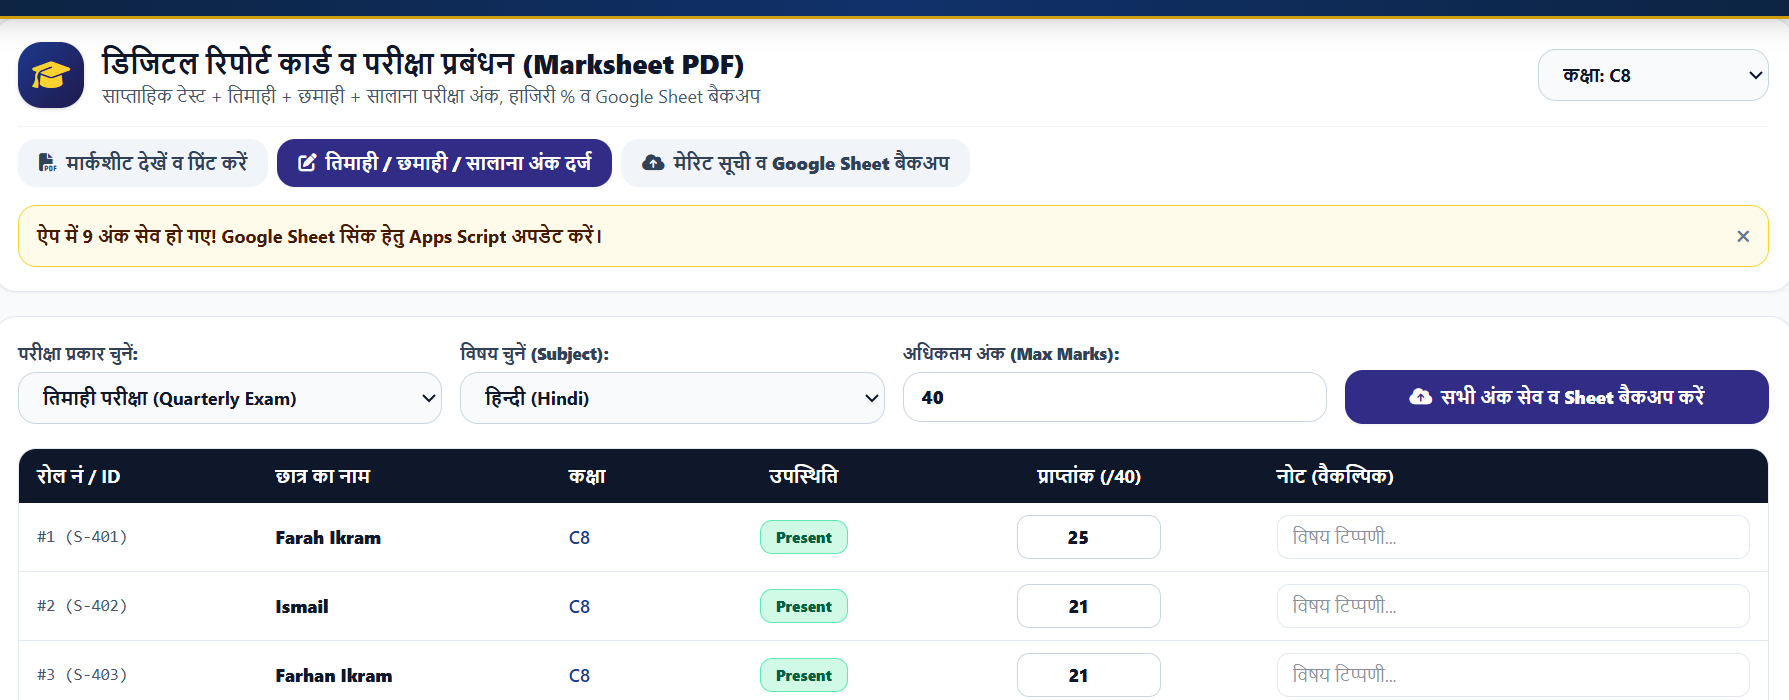 डिजिटल रिपोर्ट कार्ड व परीक्षा प्रबंधन (Marksheet PDF)
साप्ताहिक टेस्ट + तिमाही + छमाही + सालाना परीक्षा अंक, हाजिरी % व Google Sheet बैकअप
कक्षा: C8
PDF मार्कशीट देखें व प्रिंट करें
तिमाही / छमाही / सालाना अंक दर्ज
मेरिट सूची व Google Sheet बैकअप
ऐप में 9 अंक सेव हो गए! Google Sheet सिंक हेतु Apps Script अपडेट करें।
परीक्षा प्रकार चुनें: विषय चुनें (Subject): अधिकतम अंक (Max Marks):
तिमाही परीक्षा (Quarterly Exam) हिन्दी (Hindi) 40 सभी अंक सेव व Sheet बैकअप करें
रोल नं / ID छात्र का नाम कक्षा उपस्थिति प्राप्तांक (/40) नोट (वैकल्पिक)
#1 (S-401) Farah Ikram C8 Present 25 विषय टिप्पणी...
#2 (S-402) Ismail C8 Present 21 विषय टिप्पणी...
#3 (S-403) Farhan Ikram C8 Present 21 विषय टिप्पणी...